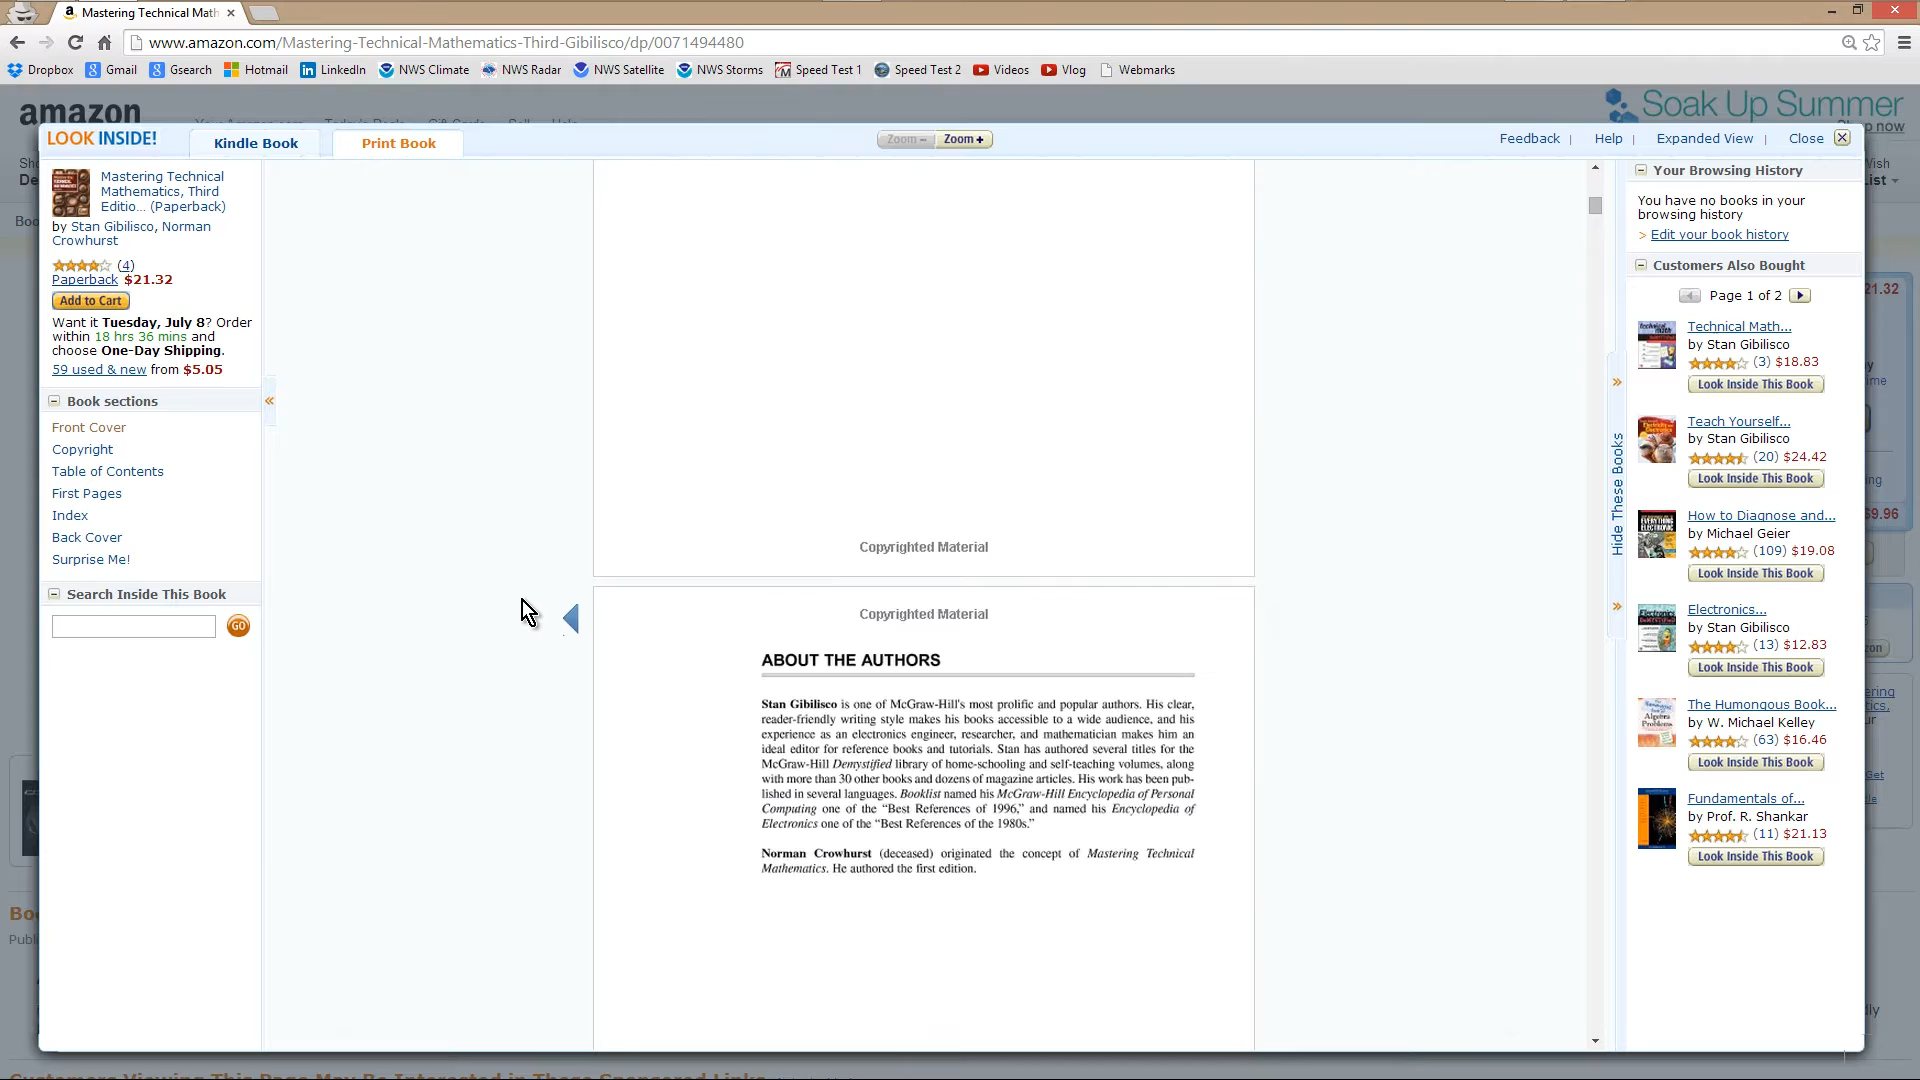 Mastering Technical Math
www.amazon.com/Mastering-Technical-Mathematics-Third-Gibilisco/dp/0071494480
Dropbox Gmail Gsearch Hotmail LinkedIn NWS Climate NWS Radar NWS Satellite NWS Storms Speed Test 1 Speed Test 2 Videos Vlog Webmarks
amazon
Soak Up Summer
LOOK INSIDE!
Kindle Book
Print Book
Zoom − Zoom +
Feedback | Help | Expanded View | Close
Mastering Technical
Mathematics, Third
Editio... (Paperback)
by Stan Gibilisco, Norman
Crowhurst
(4)
Paperback $21.32
Add to Cart
Want it Tuesday, July 8? Order
within 18 hrs 36 mins and
choose One-Day Shipping.
59 used & new from $5.05
Book sections
Front Cover
Copyright
Table of Contents
First Pages
Index
Back Cover
Surprise Me!
Search Inside This Book
GO
Copyrighted Material
Copyrighted Material
ABOUT THE AUTHORS
Stan Gibilisco is one of McGraw-Hill's most prolific and popular authors. His clear,
reader-friendly writing style makes his books accessible to a wide audience, and his
experience as an electronics engineer, researcher, and mathematician makes him an
ideal editor for reference books and tutorials. Stan has authored several titles for the
McGraw-Hill Demystified library of home-schooling and self-teaching volumes, along
with more than 30 other books and dozens of magazine articles. His work has been pub-
lished in several languages. Booklist named his McGraw-Hill Encyclopedia of Personal
Computing one of the “Best References of 1996,” and named his Encyclopedia of
Electronics one of the “Best References of the 1980s.”
Norman Crowhurst (deceased) originated the concept of Mastering Technical
Mathematics. He authored the first edition.
Hide These Books
Your Browsing History
You have no books in your
browsing history
> Edit your book history
Customers Also Bought
Page 1 of 2
Technical Math...
by Stan Gibilisco
(3) $18.83
Look Inside This Book
Teach Yourself...
by Stan Gibilisco
(20) $24.42
Look Inside This Book
How to Diagnose and...
by Michael Geier
(109) $19.08
Look Inside This Book
Electronics...
by Stan Gibilisco
(13) $12.83
Look Inside This Book
The Humongous Book...
by W. Michael Kelley
(63) $16.46
Look Inside This Book
Fundamentals of...
by Prof. R. Shankar
(11) $21.13
Look Inside This Book